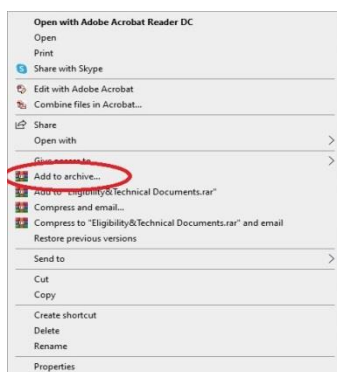 Open with Adobe Acrobat Reader DC
Open
Print
Share with Skype
Edit with Adobe Acrobat
Combine files in Acrobat...
Share
Open with
Give access to
Add to archive...
Add to "Eligibility&Technical Documents.rar"
Compress and email...
Compress to "Eligibility&Technical Documents.rar" and email
Restore previous versions
Send to
Cut
Copy
Create shortcut
Delete
Rename
Properties